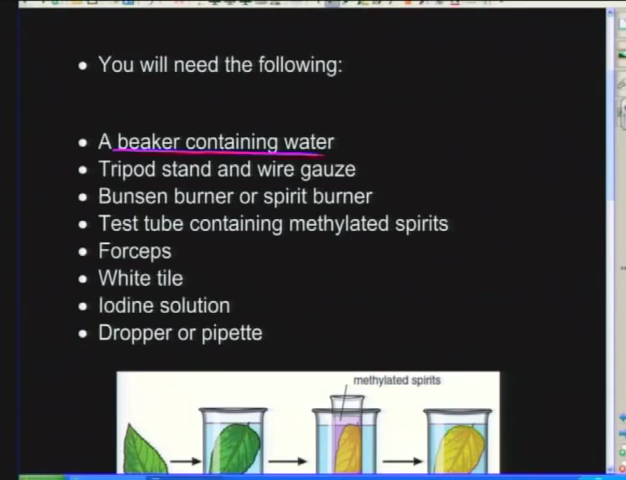 You will need the following:
A beaker containing water
Tripod stand and wire gauze
Bunsen burner or spirit burner
Test tube containing methylated spirits
Forceps
White tile
Iodine solution
Dropper or pipette
methylated spirits